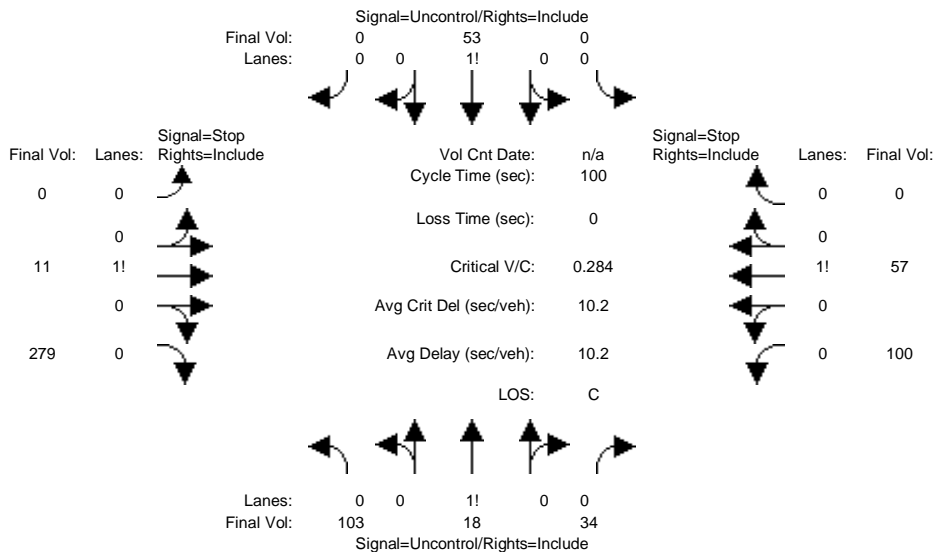 Signal=Uncontrol/Rights=Include
Final Vol: 0 53 0
Lanes: 0 0 1! 0 0
Signal=Stop Signal=Stop
Final Vol: Lanes: Rights=Include Vol Cnt Date: n/a Rights=Include Lanes: Final Vol:
Cycle Time (sec): 100
0 0 0 0
Loss Time (sec): 0
0 0
11 1! Critical V/C: 0.284 1! 57
0 Avg Crit Del (sec/veh): 10.2 0
279 0 Avg Delay (sec/veh): 10.2 0 100
LOS: C
Lanes: 0 0 1! 0 0
Final Vol: 103 18 34
Signal=Uncontrol/Rights=Include